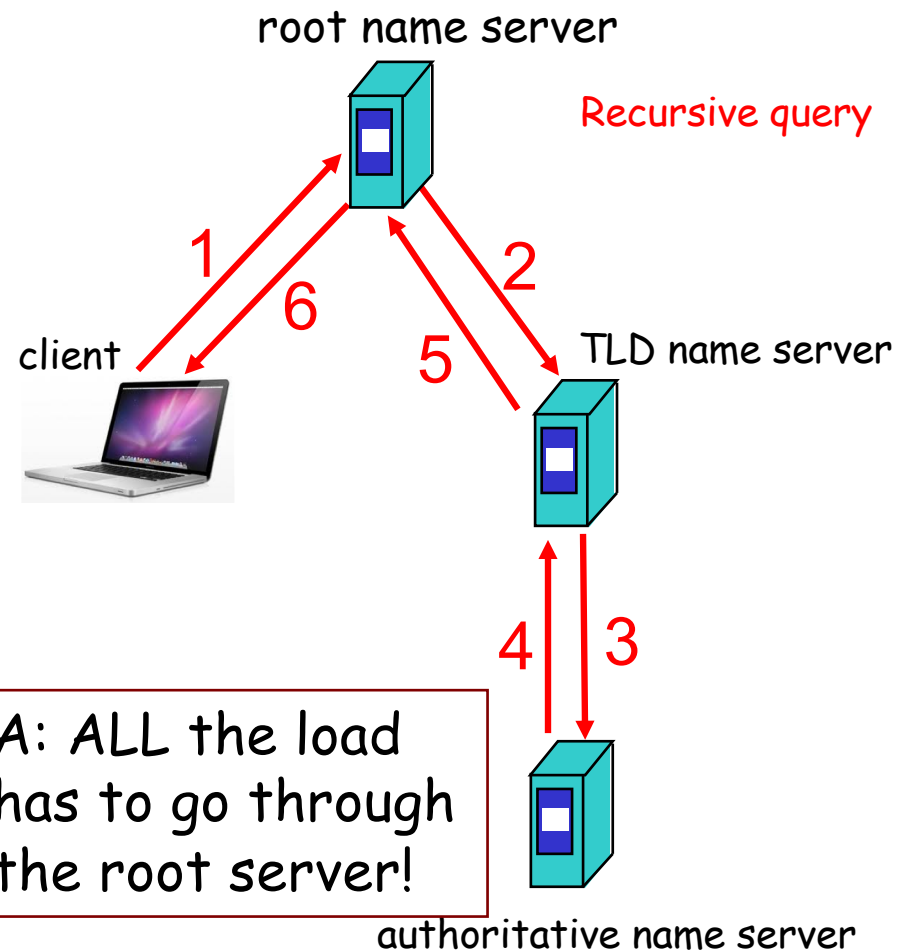 root name server
Recursive query
1
6
2
5
client
TLD name server
4
3
A: ALL the load
has to go through
the root server!
authoritative name server